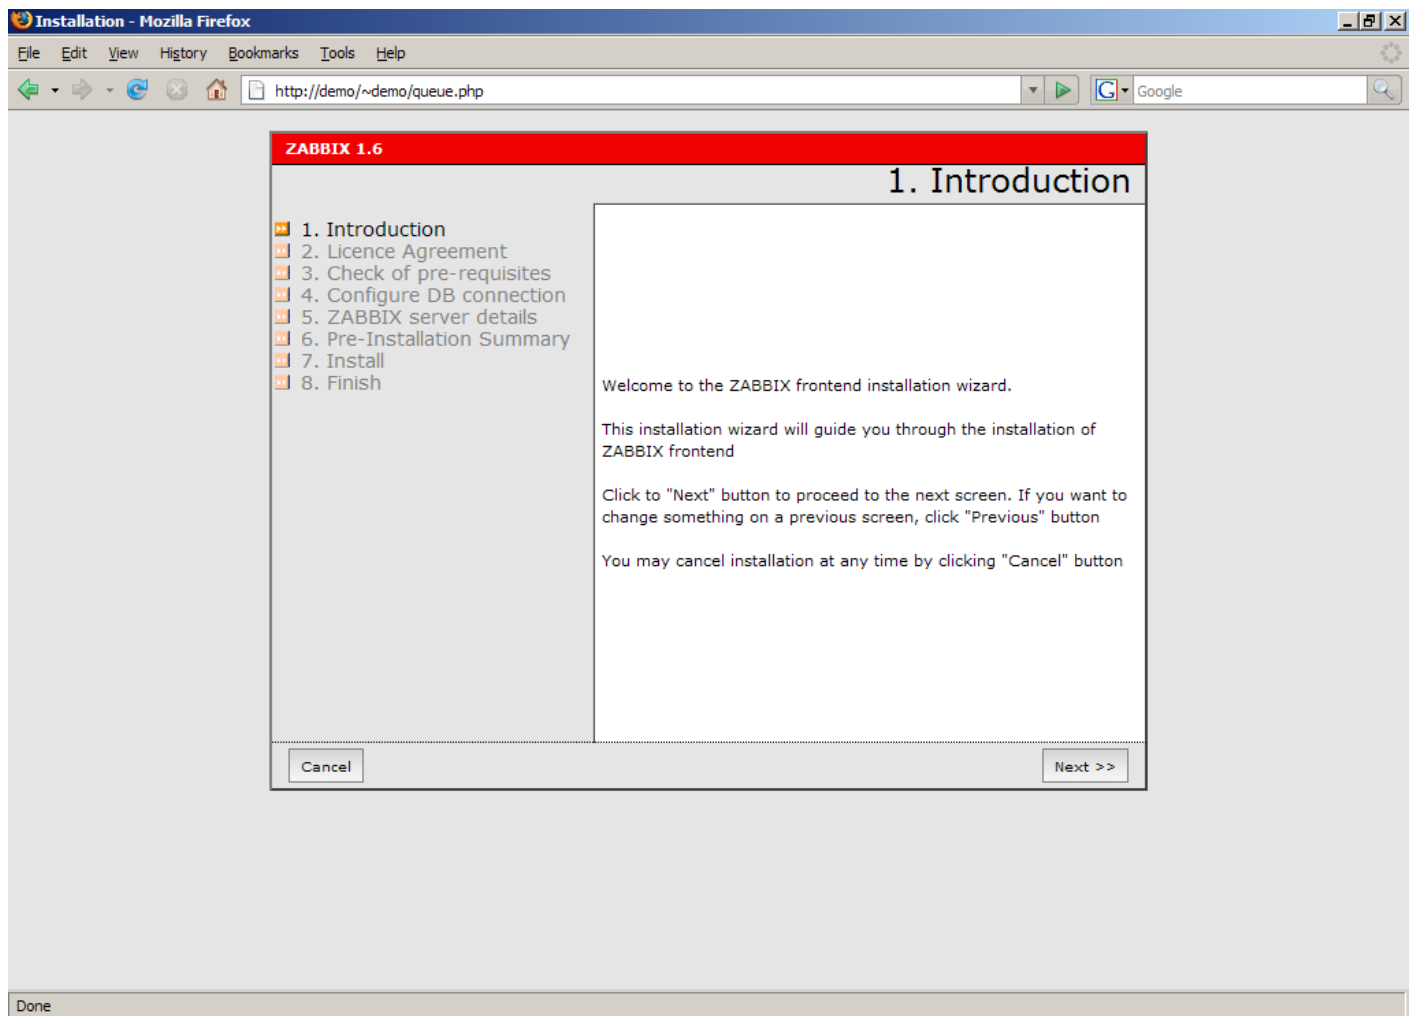 Installation - Mozilla Firefox
File Edit View History Bookmarks Tools Help
http://demo/~demo/queue.php
G
Google
ZABBIX 1.6
1. Introduction
1. Introduction
2. Licence Agreement
3. Check of pre-requisites
4. Configure DB connection
5. ZABBIX server details
6. Pre-Installation Summary
7. Install
8. Finish
Welcome to the ZABBIX frontend installation wizard.
This installation wizard will guide you through the installation of
ZABBIX frontend
Click to "Next" button to proceed to the next screen. If you want to
change something on a previous screen, click "Previous" button
You may cancel installation at any time by clicking "Cancel" button
Cancel
Next >>
Done